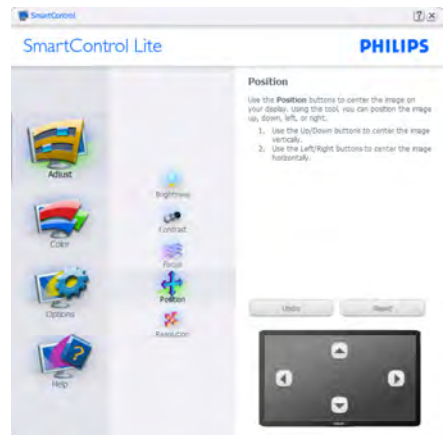 SmartControl
SmartControl Lite
PHILIPS
Position
Use the Position buttons to center the image on
your display. Using the tool, you can position the image
up, down, left, or right.
1. Use the Up/Down buttons to center the image
vertically.
2. Use the Left/Right buttons to center the image
horizontally.
Adjust
Color
Options
Help
Brightness
Contrast
Focus
Position
Resolution
Undo
Reset